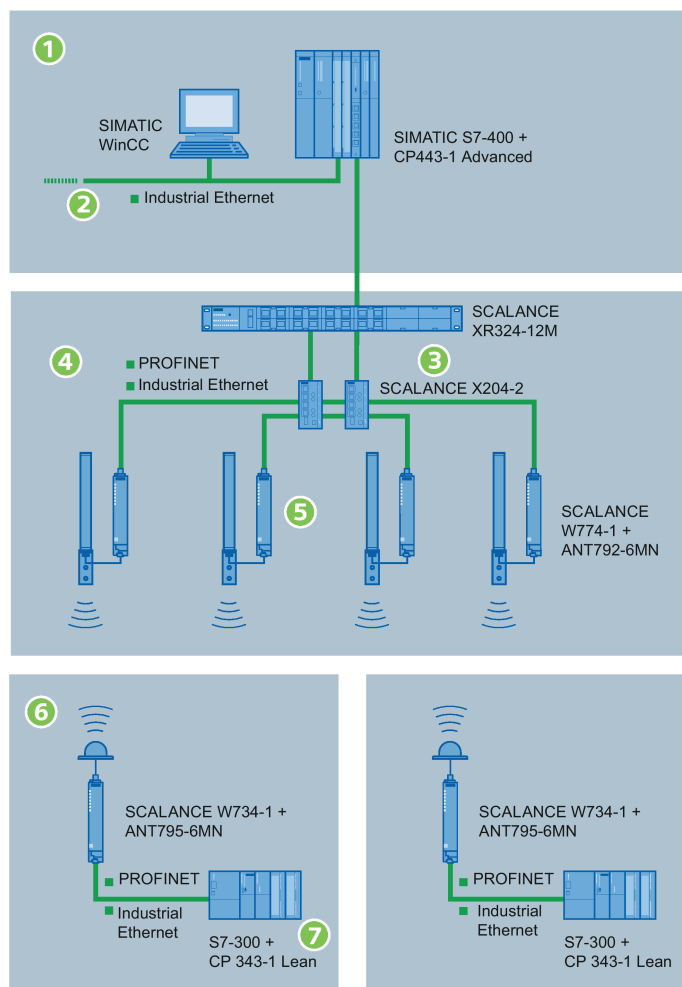 1
SIMATIC
WinCC
SIMATIC S7-400 +
CP443-1 Advanced
2
Industrial Ethernet
SCALANCE
XR324-12M
3
4
PROFINET
Industrial Ethernet
SCALANCE X204-2
5
SCALANCE
W774-1 +
ANT792-6MN
6
SCALANCE W734-1 +
ANT795-6MN
PROFINET
Industrial
Ethernet
7
S7-300 +
CP 343-1 Lean
SCALANCE W734-1 +
ANT795-6MN
PROFINET
Industrial
Ethernet
S7-300 +
CP 343-1 Lean